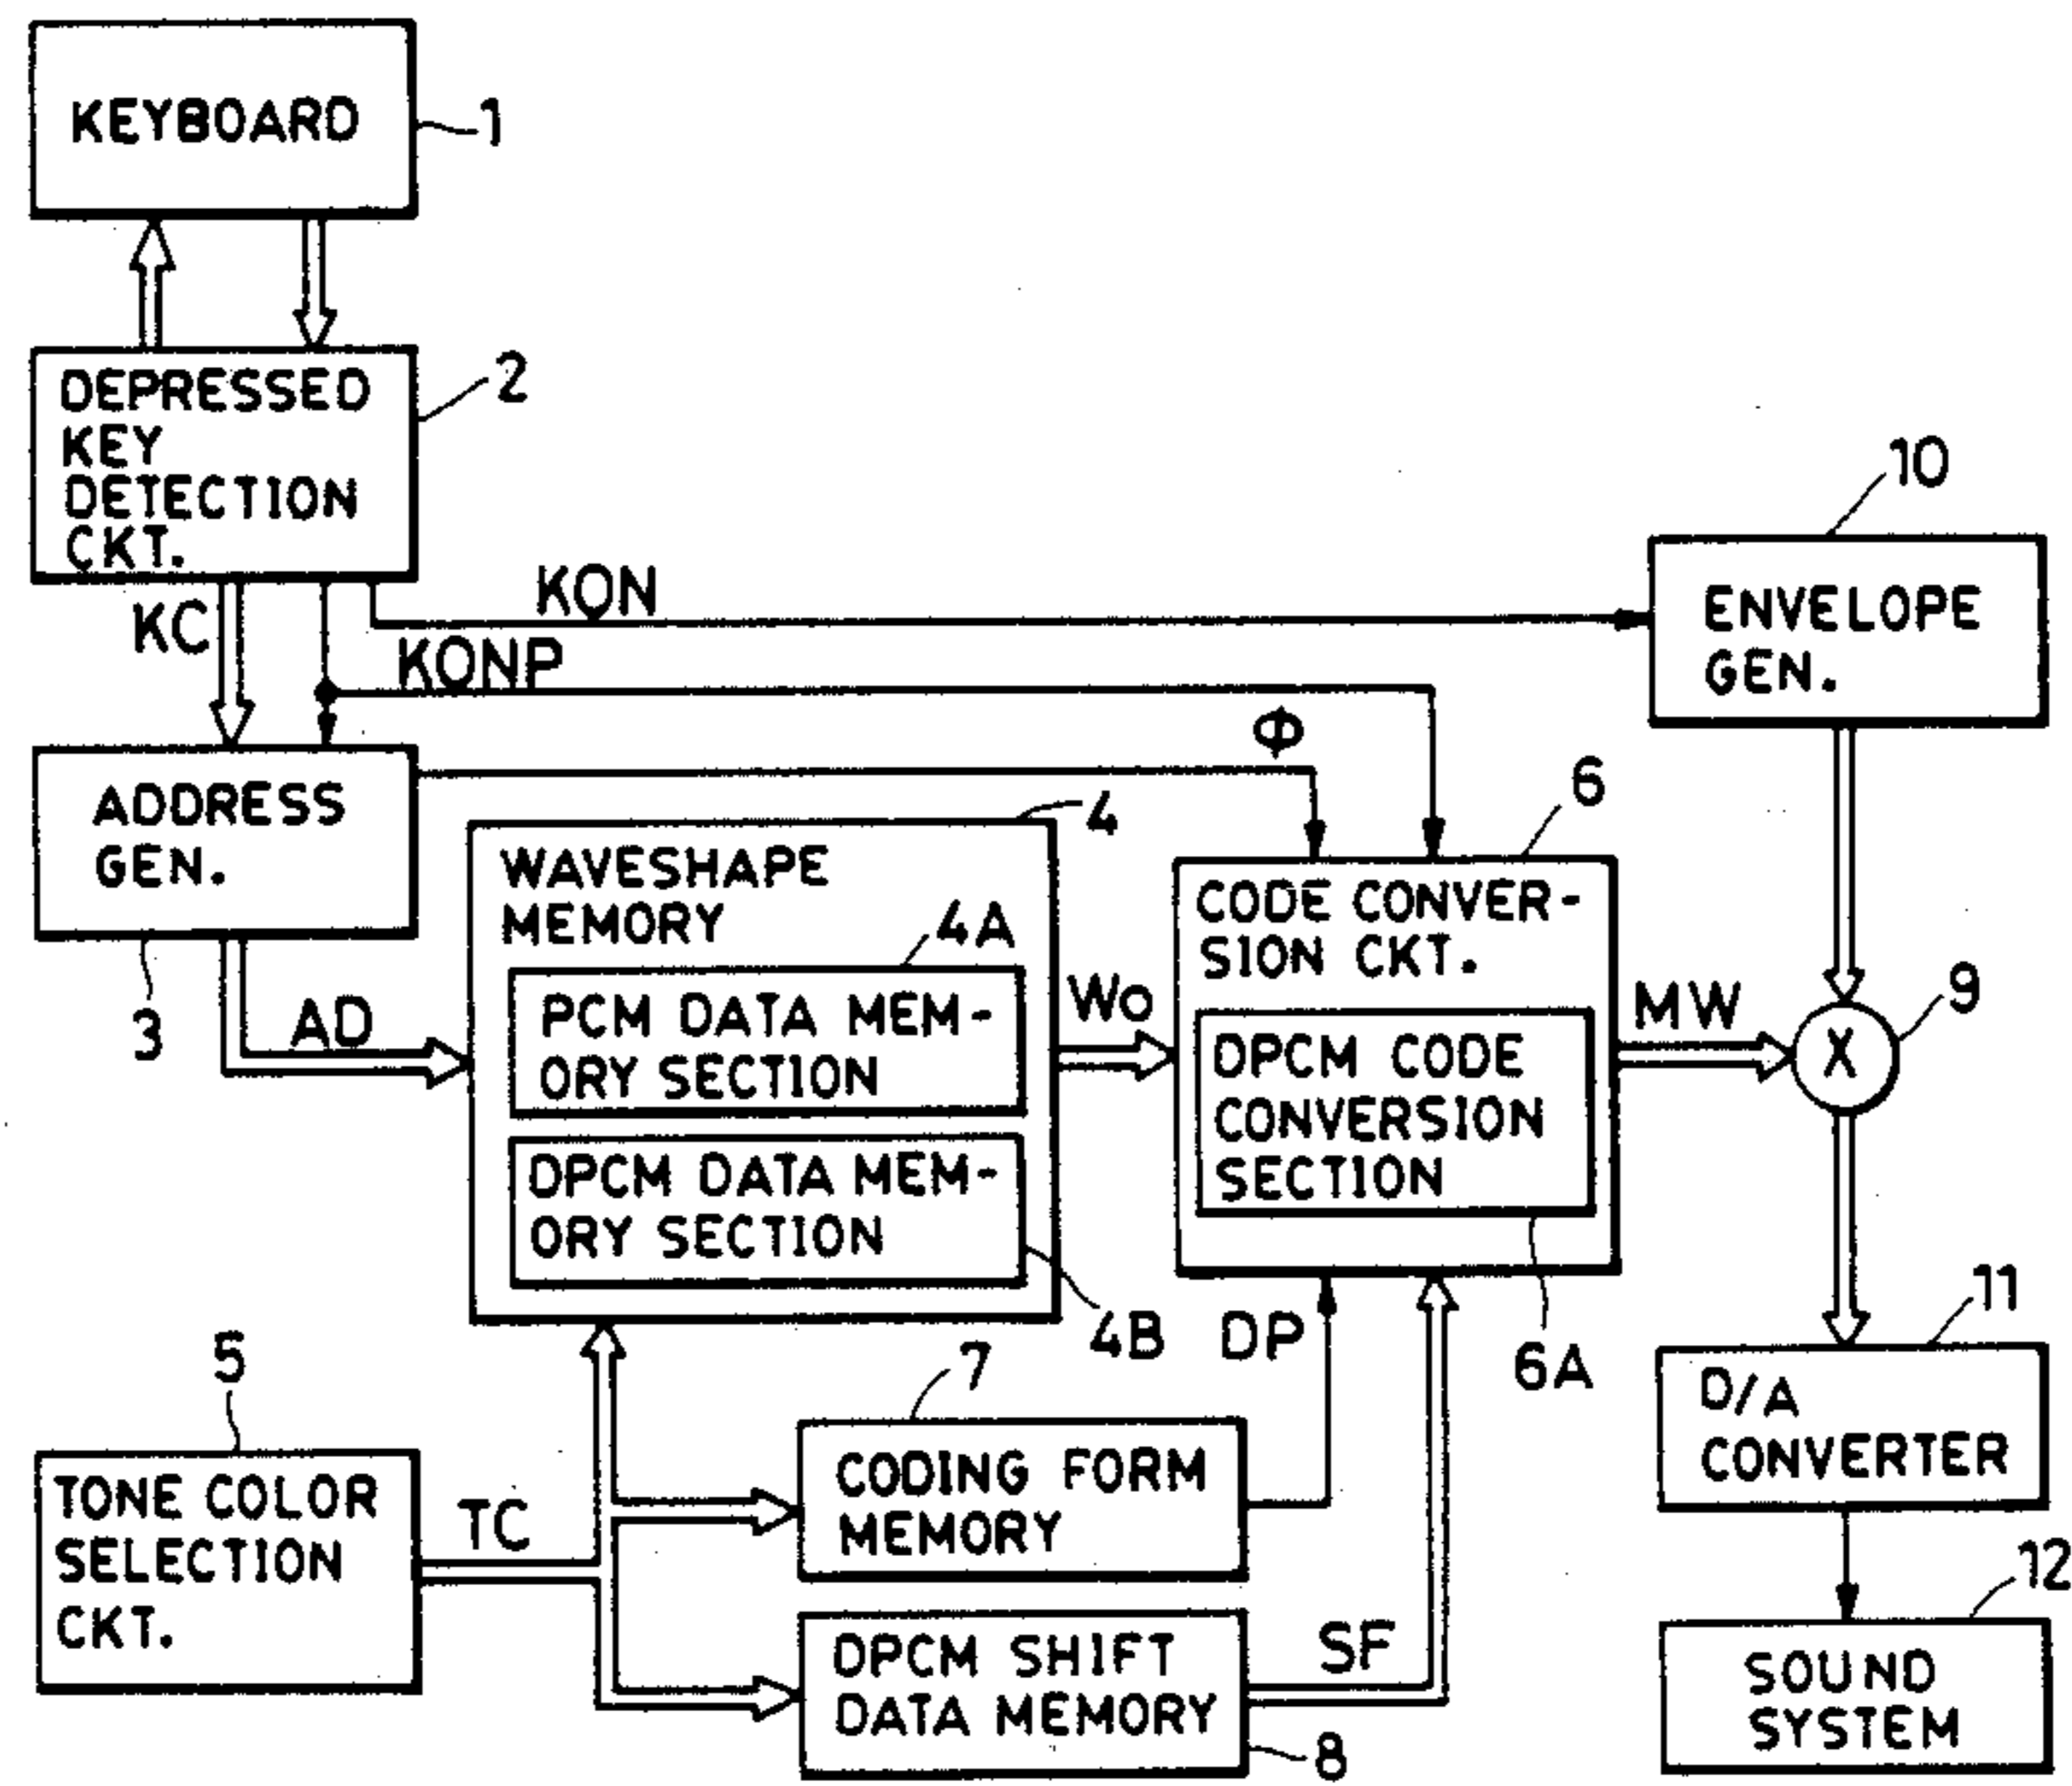 KEYBOARD
1
DEPRESSED
KEY
DETECTION
CKT.
2
KC
KON
KONP
10
ENVELOPE
GEN.
Φ
ADDRESS
GEN.
3
AD
4
WAVESHAPE
MEMORY
4A
PCM DATA MEM-
ORY SECTION
DPCM DATA MEM-
ORY SECTION
4B
Wo
6
CODE CONVER-
SION CKT.
DPCM CODE
CONVERSION
SECTION
6A
MW
X
9
5
TONE COLOR
SELECTION
CKT.
TC
7
CODING FORM
MEMORY
DP
DPCM SHIFT
DATA MEMORY
8
SF
11
D/A
CONVERTER
12
SOUND
SYSTEM